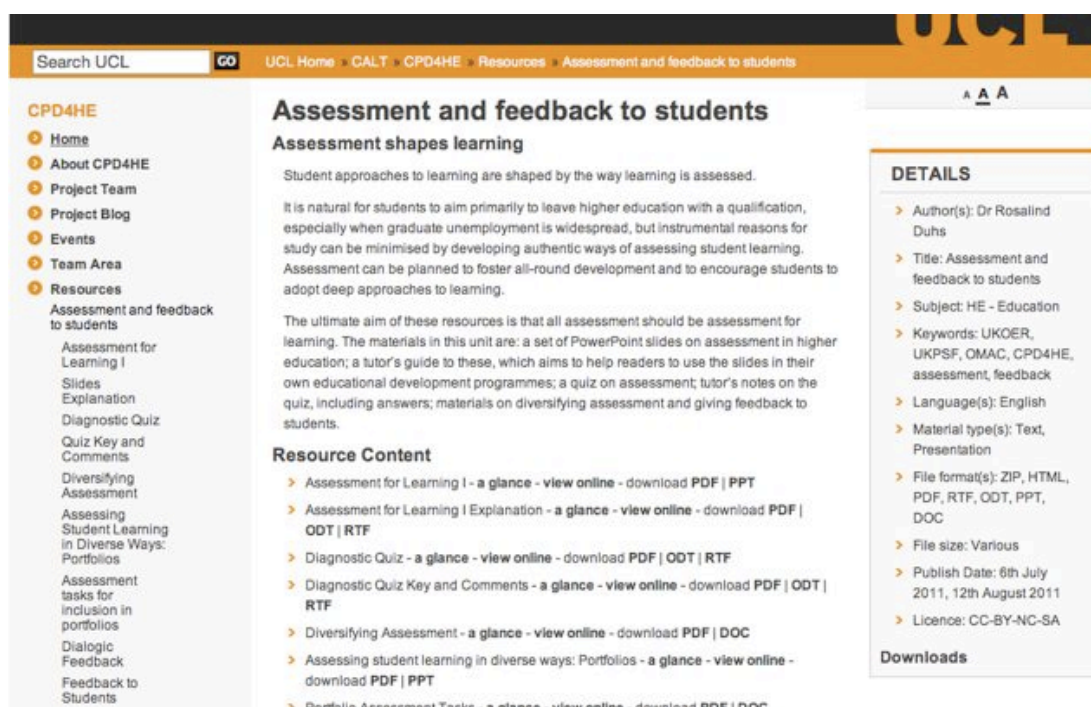 UCL
Search UCL GO
UCL Home » CALT » CPD4HE » Resources » Assessment and feedback to students
A A A
CPD4HE
Home
About CPD4HE
Project Team
Project Blog
Events
Team Area
Resources
Assessment and feedback
to students
Assessment for
Learning I
Slides
Explanation
Diagnostic Quiz
Quiz Key and
Comments
Diversifying
Assessment
Assessing
Student Learning
in Diverse Ways:
Portfolios
Assessment
tasks for
inclusion in
portfolios
Dialogic
Feedback
Feedback to
Students
Assessment and feedback to students
Assessment shapes learning
Student approaches to learning are shaped by the way learning is assessed.
It is natural for students to aim primarily to leave higher education with a qualification,
especially when graduate unemployment is widespread, but instrumental reasons for
study can be minimised by developing authentic ways of assessing student learning.
Assessment can be planned to foster all-round development and to encourage students to
adopt deep approaches to learning.
The ultimate aim of these resources is that all assessment should be assessment for
learning. The materials in this unit are: a set of PowerPoint slides on assessment in higher
education; a tutor's guide to these, which aims to help readers to use the slides in their
own educational development programmes; a quiz on assessment; tutor's notes on the
quiz, including answers; materials on diversifying assessment and giving feedback to
students.
Resource Content
Assessment for Learning I - a glance - view online - download PDF | PPT
Assessment for Learning I Explanation - a glance - view online - download PDF |
ODT | RTF
Diagnostic Quiz - a glance - view online - download PDF | ODT | RTF
Diagnostic Quiz Key and Comments - a glance - view online - download PDF | ODT |
RTF
Diversifying Assessment - a glance - view online - download PDF | DOC
Assessing student learning in diverse ways: Portfolios - a glance - view online -
download PDF | PPT
Portfolio Assessment Tasks - a glance - view online - download PDF | DOC
DETAILS
Author(s): Dr Rosalind
Duhs
Title: Assessment and
feedback to students
Subject: HE - Education
Keywords: UKOER,
UKPSF, OMAC, CPD4HE,
assessment, feedback
Language(s): English
Material type(s): Text,
Presentation
File format(s): ZIP, HTML,
PDF, RTF, ODT, PPT,
DOC
File size: Various
Publish Date: 6th July
2011, 12th August 2011
Licence: CC-BY-NC-SA
Downloads